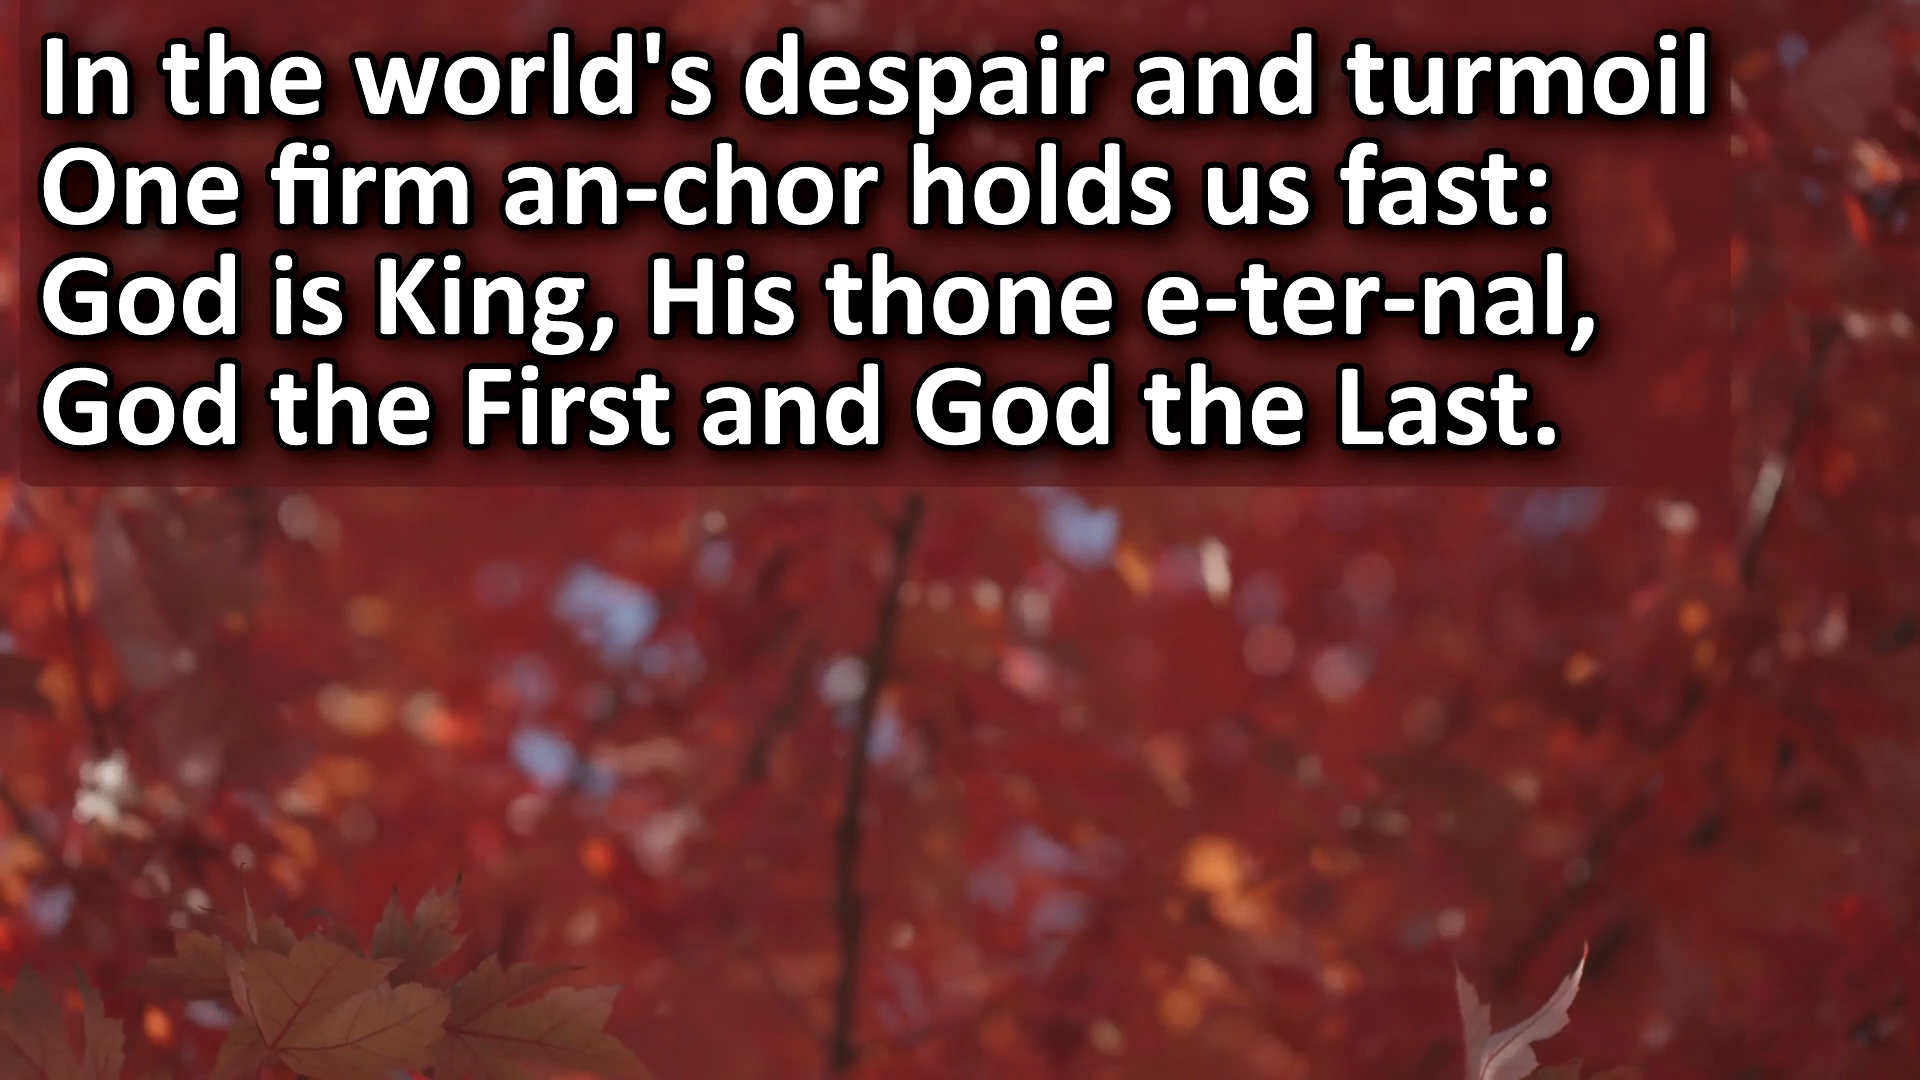 In the world's despair and turmoil
One firm an-chor holds us fast:
God is King, His thone e-ter-nal,
God the First and God the Last.